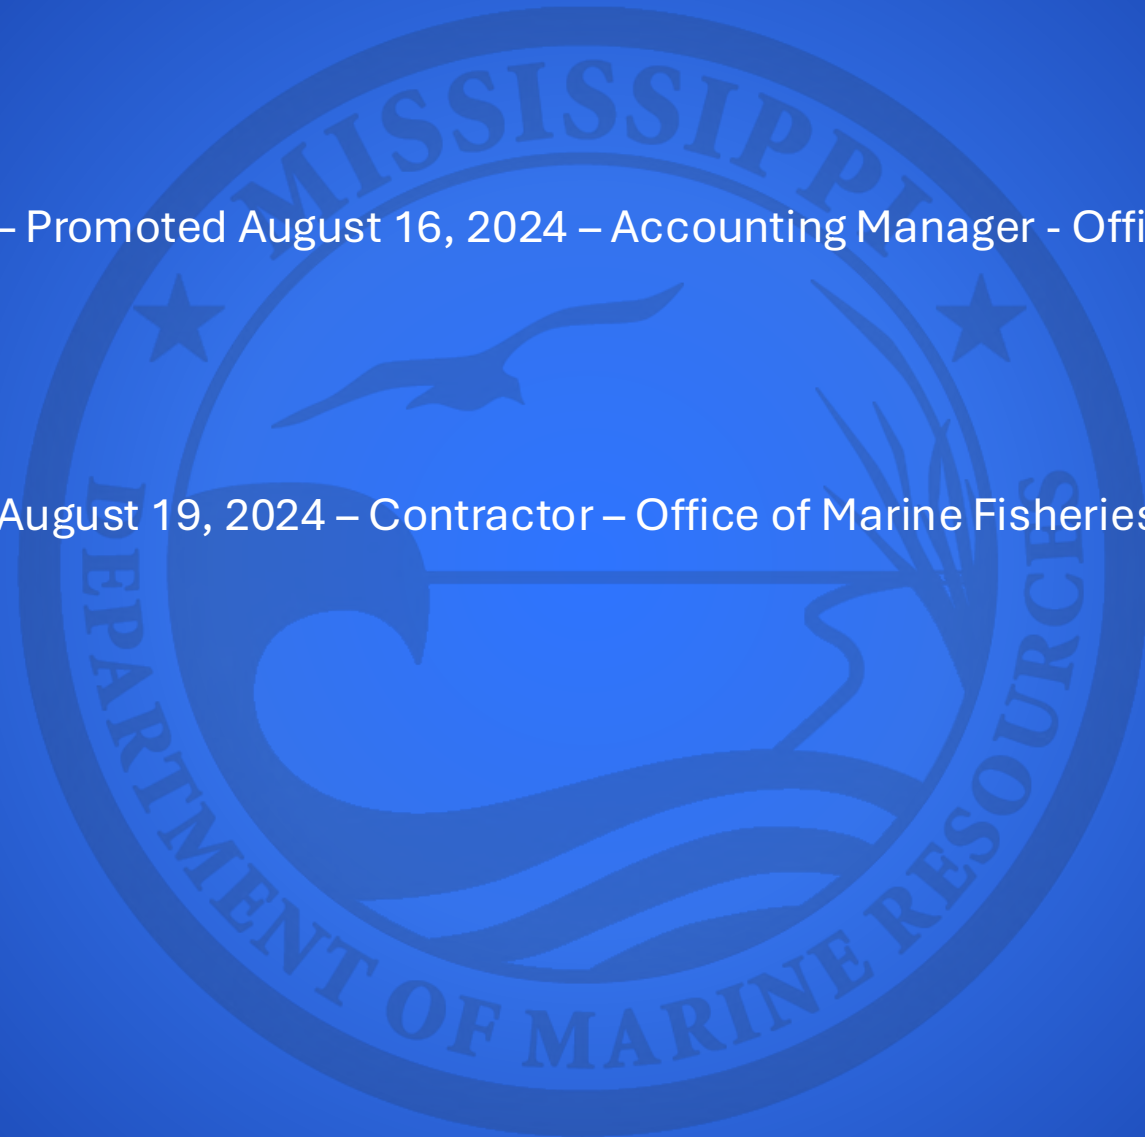 MISSISSIPPI
– Promoted August 16, 2024 – Accounting Manager - Offi
August 19, 2024 – Contractor – Office of Marine Fisheries
DEPARTMENT OF MARINE RESOURCES